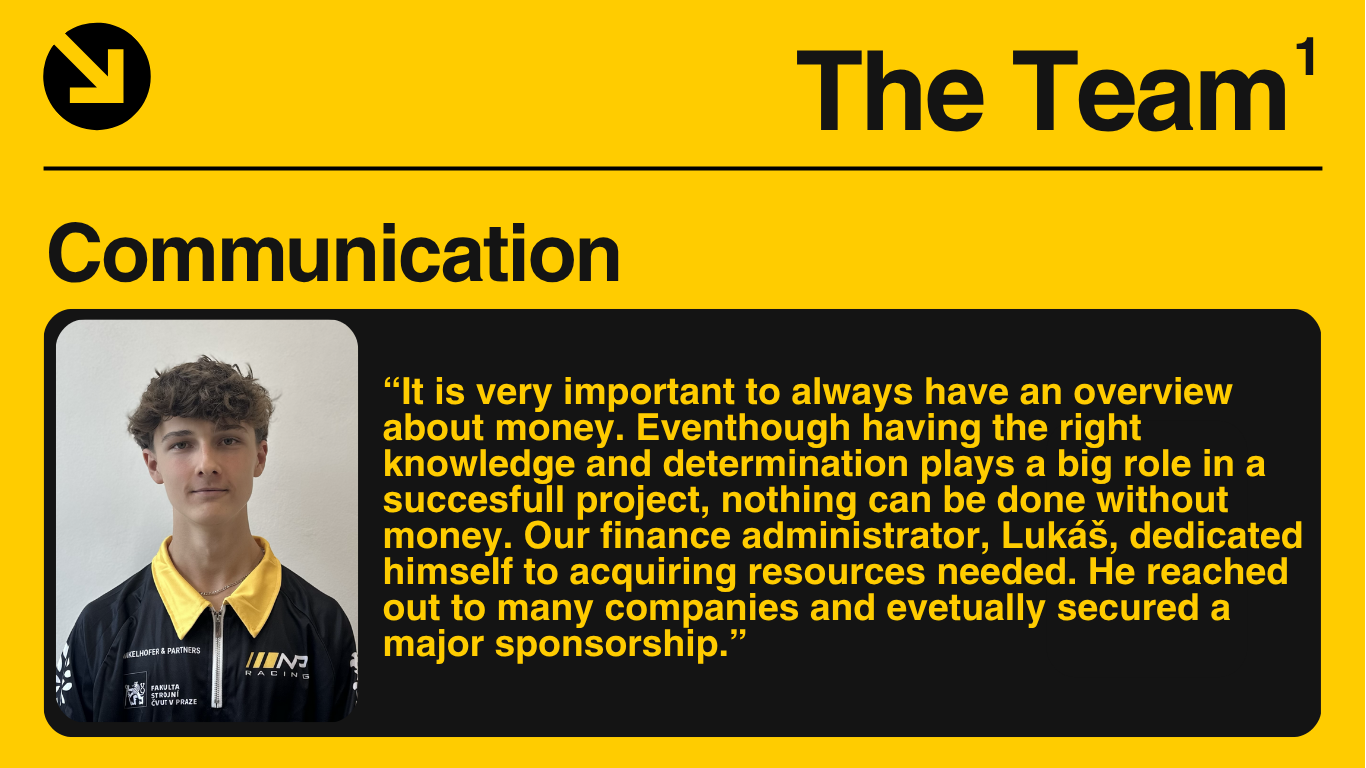 The Team1
Communication
“It is very important to always have an overview
about money. Eventhough having the right
knowledge and determination plays a big role in a
succesfull project, nothing can be done without
money. Our finance administrator, Lukáš, dedicated
himself to acquiring resources needed. He reached
out to many companies and evetually secured a
major sponsorship.”
& PARTNERS
RACING
FAKULTA
STROJNÍ
ČVUT V PRAZE